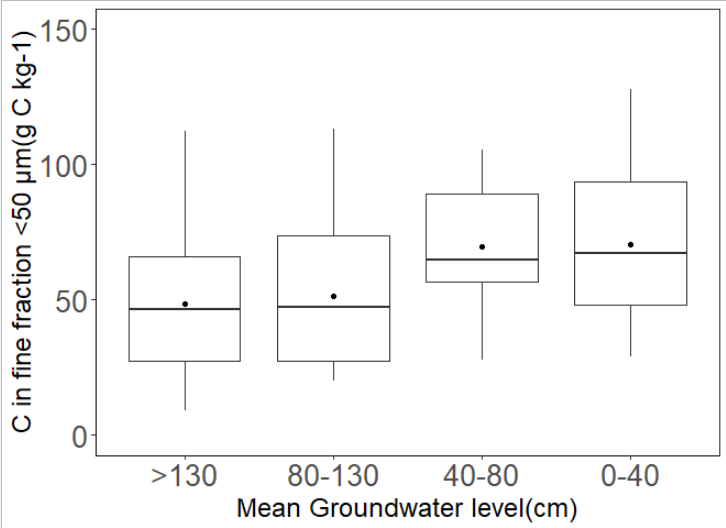 C in fine fraction <50 µm(g C kg-1)
150
100
50
0
>130 80-130 40-80 0-40
Mean Groundwater level(cm)